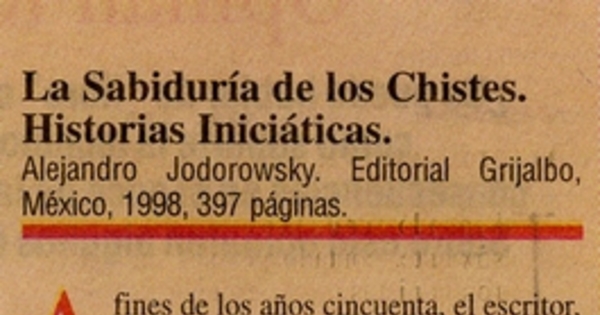 La Sabiduría de los Chistes.
Historias Iniciáticas.
Alejandro Jodorowsky. Editorial Grijalbo,
México, 1998, 397 páginas.
A fines de los años cincuenta, el escritor,